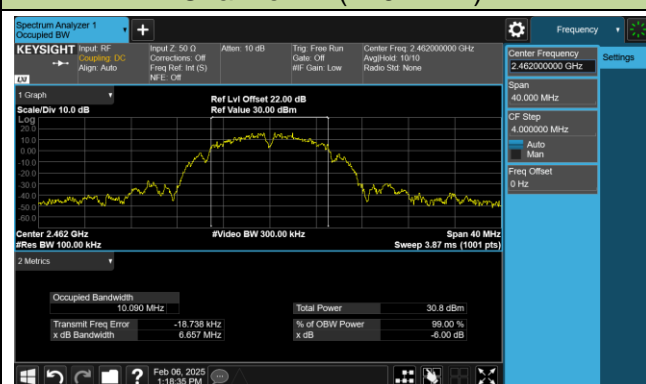 Spectrum Analyzer 1
Occupied BW
Frequency
KEYSIGHT
Input: RF
Coupling: DC
Align: Auto
Input Z: 50 Ω
Corrections: Off
Freq Ref: Int (S)
NFE: Off
Atten: 10 dB
Trig: Free Run
Gate: Off
#IF Gain: Low
Center Freq: 2.462000000 GHz
Avg|Hold: 10/10
Radio Std: None
LXI
Center Frequency
2.462000000 GHz
Settings
Span
40.000 MHz
CF Step
4.000000 MHz
Auto
Man
Freq Offset
0 Hz
1 Graph
Scale/Div 10.0 dB
Ref Lvl Offset 22.00 dB
Ref Value 30.00 dBm
Log
20.0
10.0
0.00
-10.0
-20.0
-30.0
-40.0
-50.0
-60.0
Center 2.462 GHz
#Video BW 300.00 kHz
Span 40 MHz
#Res BW 100.00 kHz
Sweep 3.87 ms (1001 pts)
2 Metrics
Occupied Bandwidth
10.090 MHz
Total Power 30.8 dBm
Transmit Freq Error -18.738 kHz
% of OBW Power 99.00 %
x dB Bandwidth 6.657 MHz
x dB -6.00 dB
Feb 06, 2025
1:18:35 PM